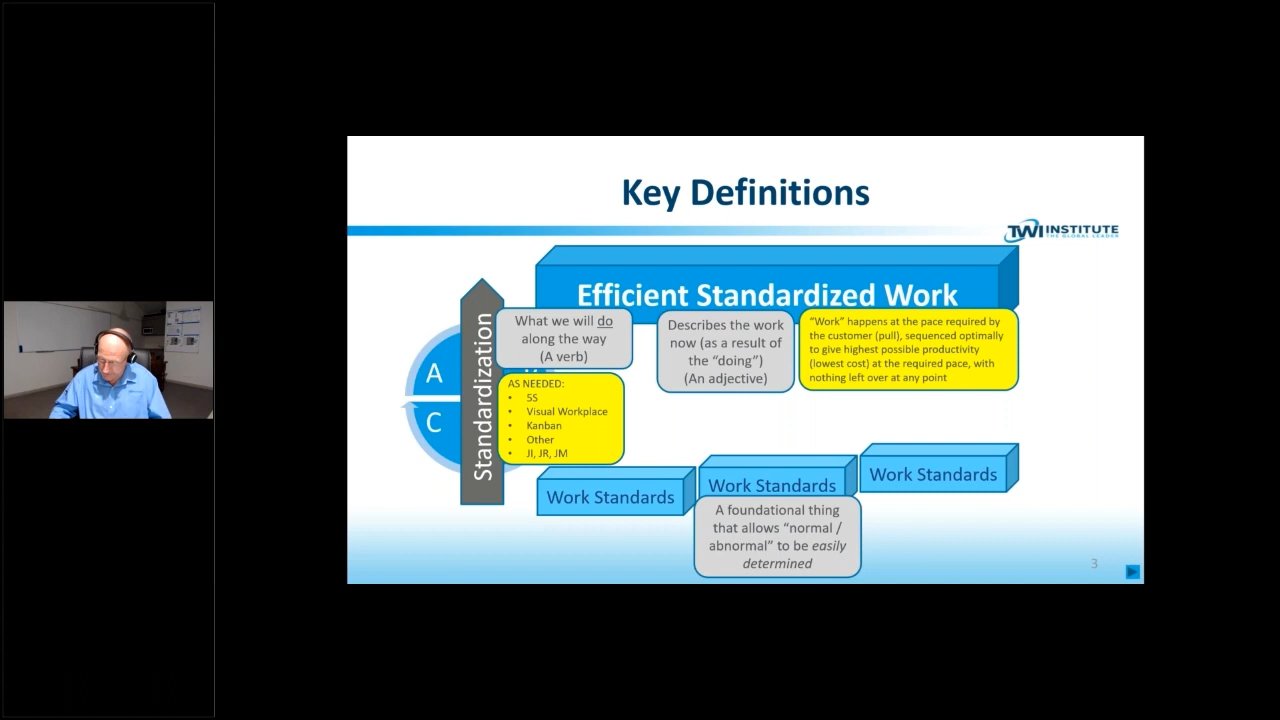 Key Definitions
TWI INSTITUTE
THE GLOBAL LEADER
Efficient Standardized Work
What we will do
along the way
(A verb)
Describes the work
now (as a result of
the “doing”)
(An adjective)
“Work” happens at the pace required by
the customer (pull), sequenced optimally
to give highest possible productivity
(lowest cost) at the required pace, with
nothing left over at any point
A
C
Standardization
AS NEEDED:
• 5S
• Visual Workplace
• Kanban
• Other
• JI, JR, JM
Work Standards
Work Standards
Work Standards
A foundational thing
that allows “normal /
abnormal” to be easily
determined
3